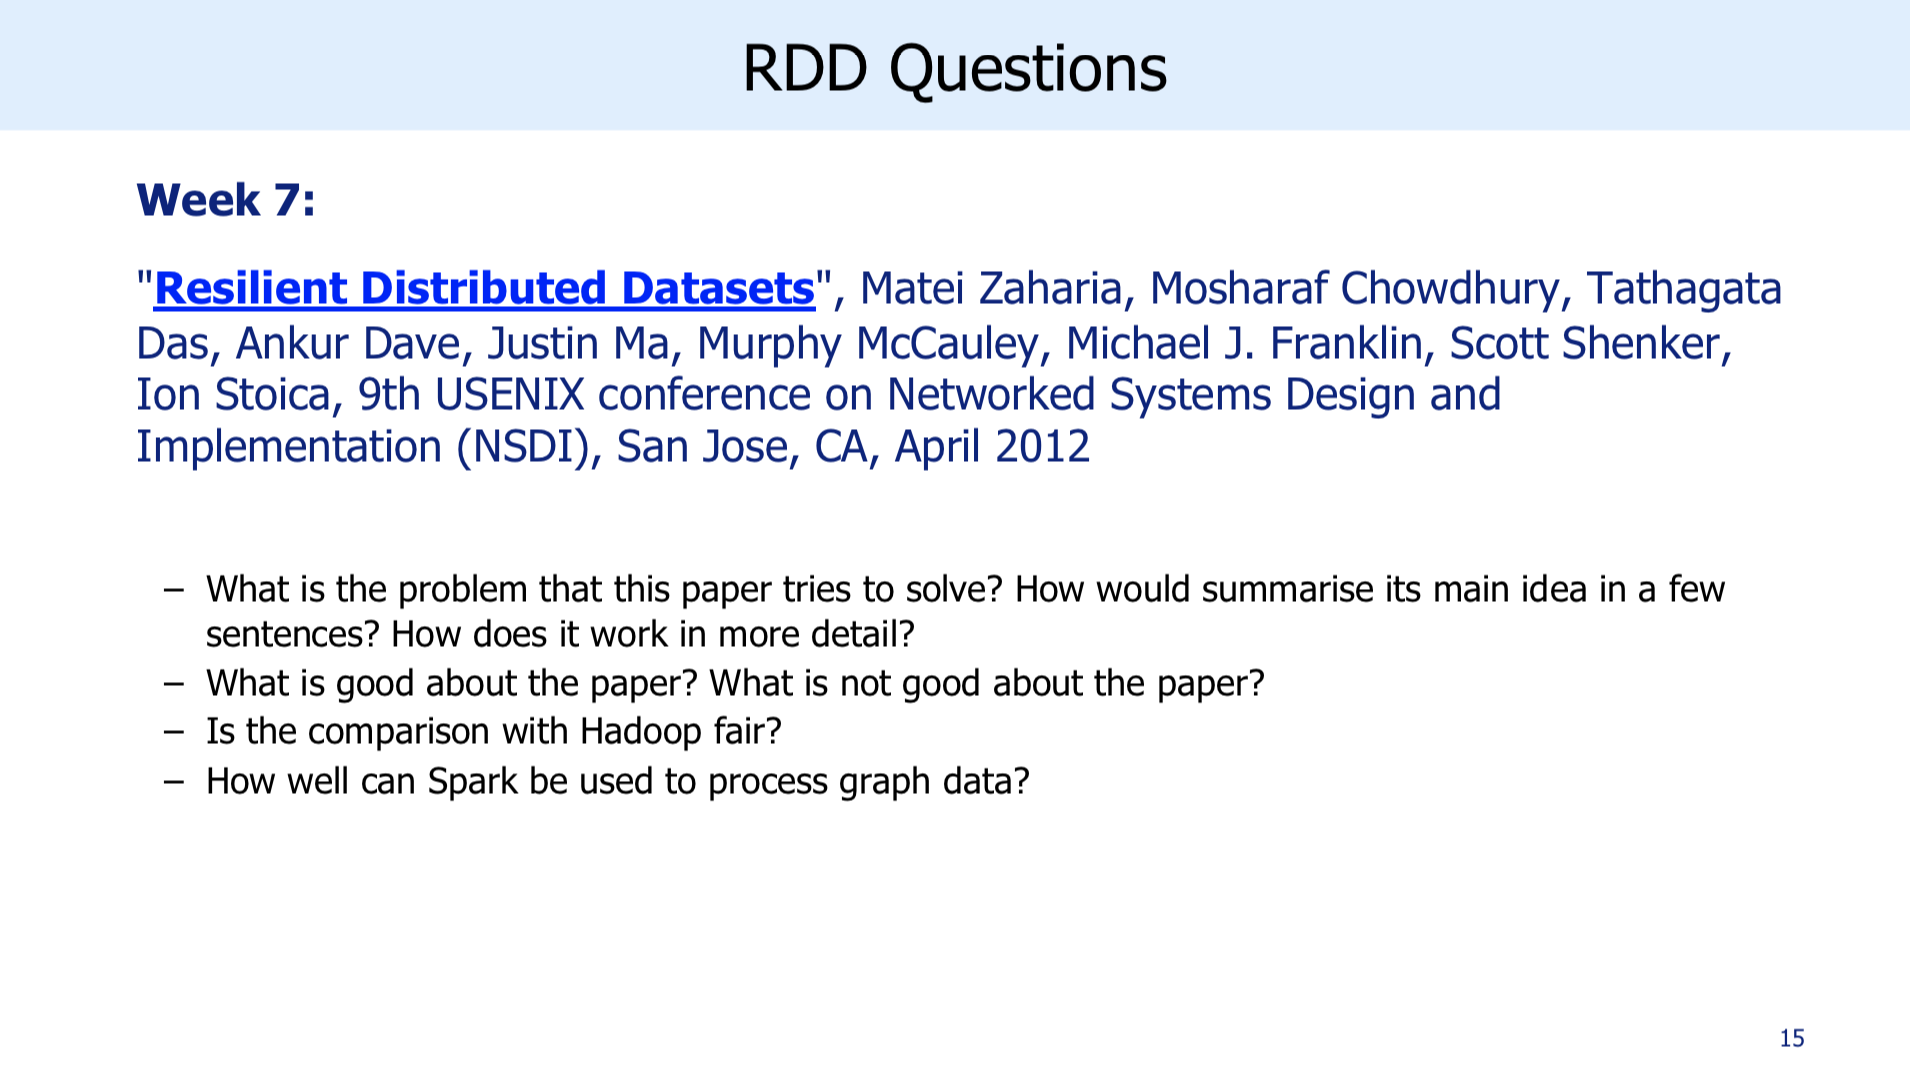 RDD Questions
Week 7:
"Resilient Distributed Datasets", Matei Zaharia, Mosharaf Chowdhury, Tathagata
Das, Ankur Dave, Justin Ma, Murphy McCauley, Michael J. Franklin, Scott Shenker,
Ion Stoica, 9th USENIX conference on Networked Systems Design and
Implementation (NSDI), San Jose, CA, April 2012
– What is the problem that this paper tries to solve? How would summarise its main idea in a few
sentences? How does it work in more detail?
– What is good about the paper? What is not good about the paper?
– Is the comparison with Hadoop fair?
– How well can Spark be used to process graph data?
15